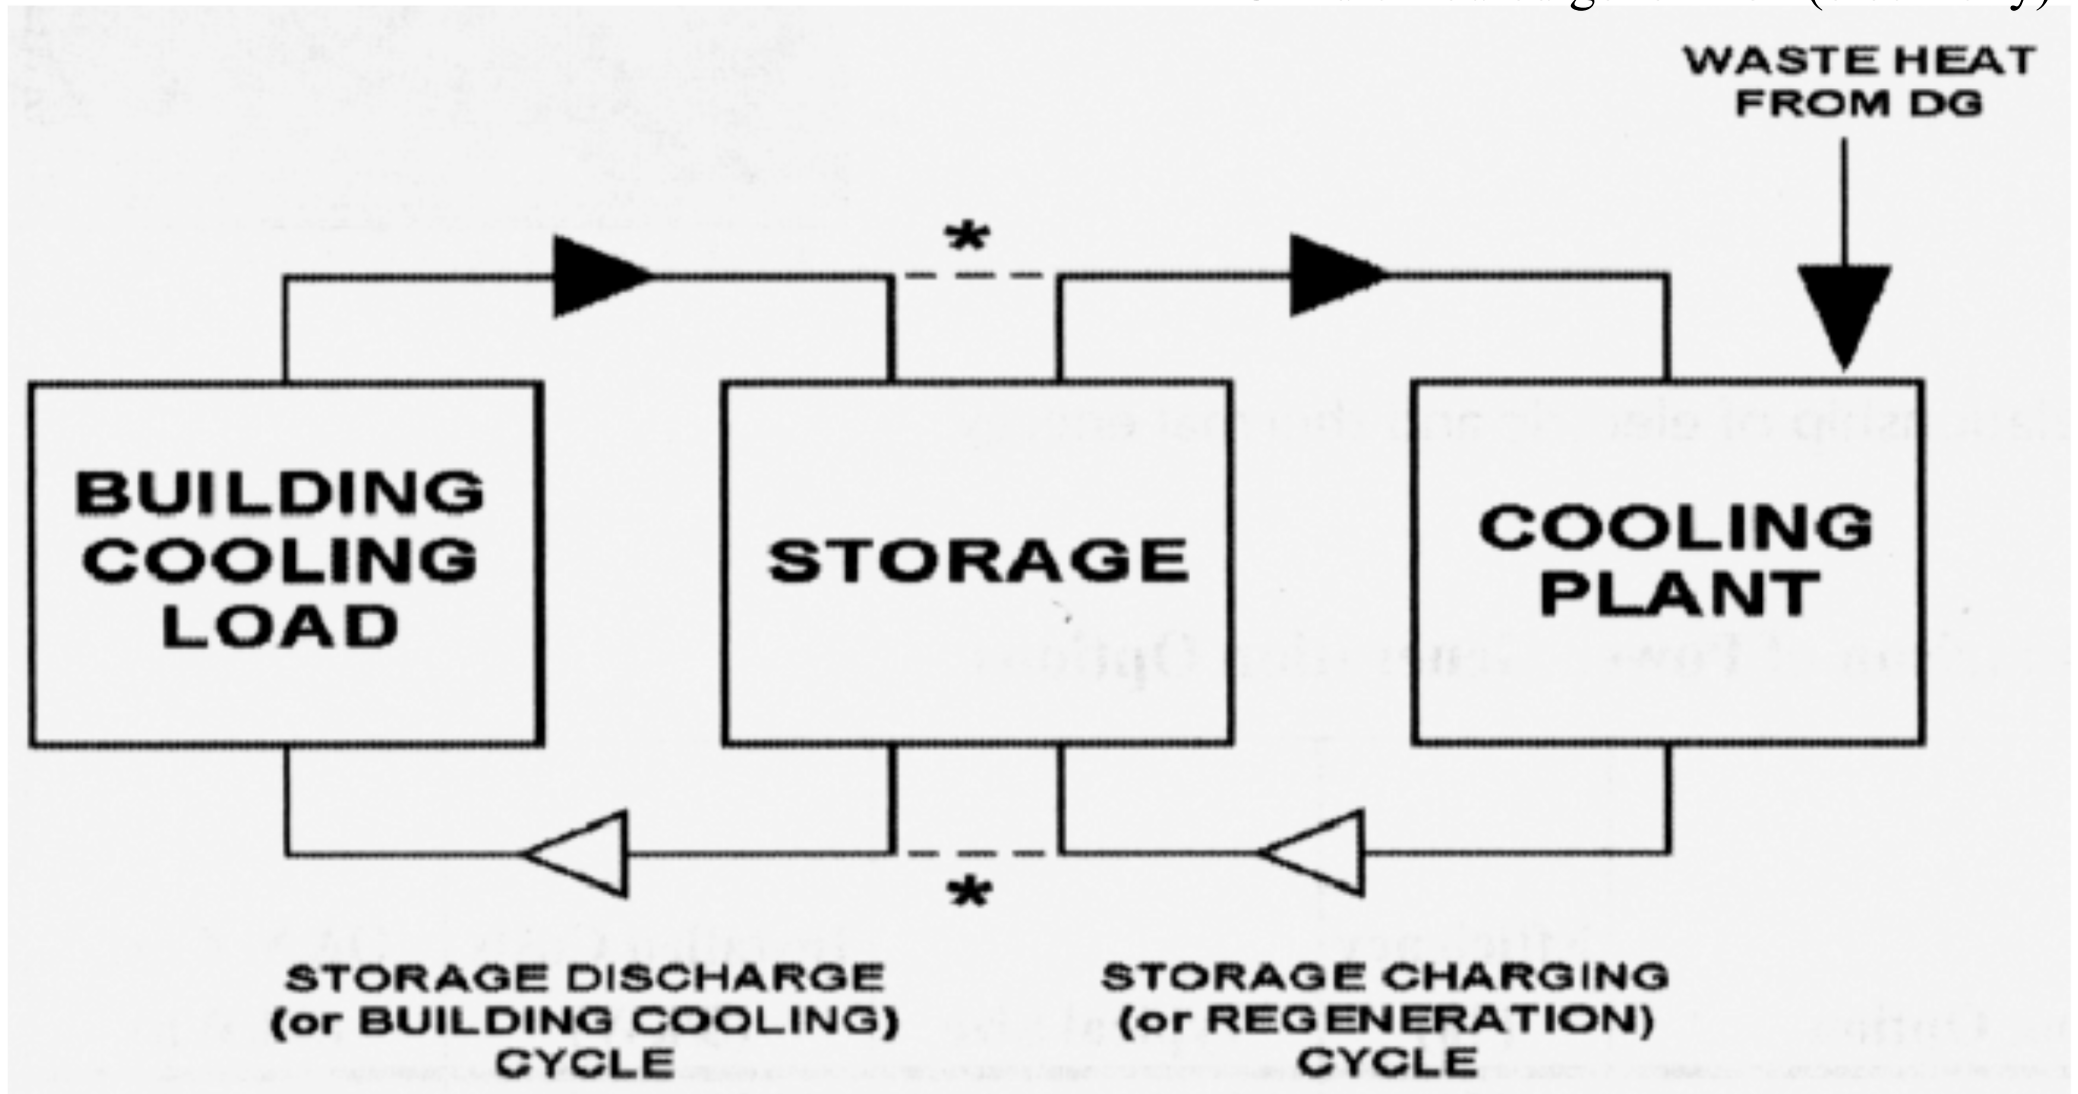 WASTE HEAT
FROM DG
*
BUILDING
COOLING
LOAD
STORAGE
COOLING
PLANT
*
STORAGE DISCHARGE
(or BUILDING COOLING)
CYCLE
STORAGE CHARGING
(or REGENERATION)
CYCLE